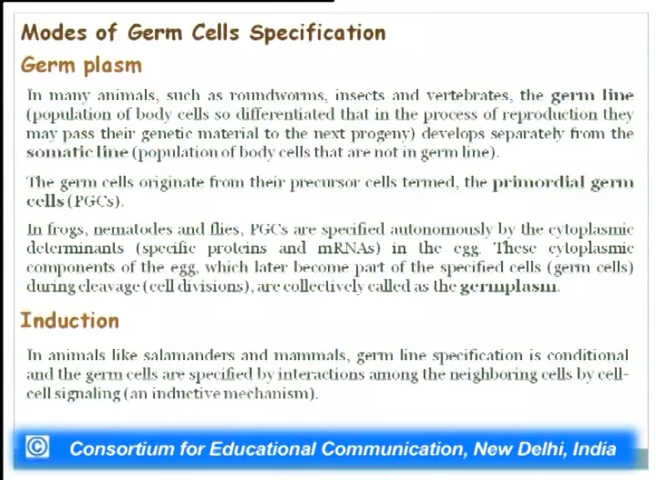 Modes of Germ Cells Specification
Germ plasm
In many animals, such as roundworms, insects and vertebrates, the germ line
(population of body cells so differentiated that in the process of reproduction they
may pass their genetic material to the next progeny) develops separately from the
somatic line (population of body cells that are not in germ line).
The germ cells originate from their precursor cells termed, the primordial germ
cells (PGCs).
In frogs, nematodes and flies, PGCs are specified autonomously by the cytoplasmic
determinants (specific proteins and mRNAs) in the egg. These cytoplasmic
components of the egg, which later become part of the specified cells (germ cells)
during cleavage (cell divisions), are collectively called as the germplasm.
Induction
In animals like salamanders and mammals, germ line specification is conditional
and the germ cells are specified by interactions among the neighboring cells by cell-
cell signaling (an inductive mechanism).
© Consortium for Educational Communication, New Delhi, India